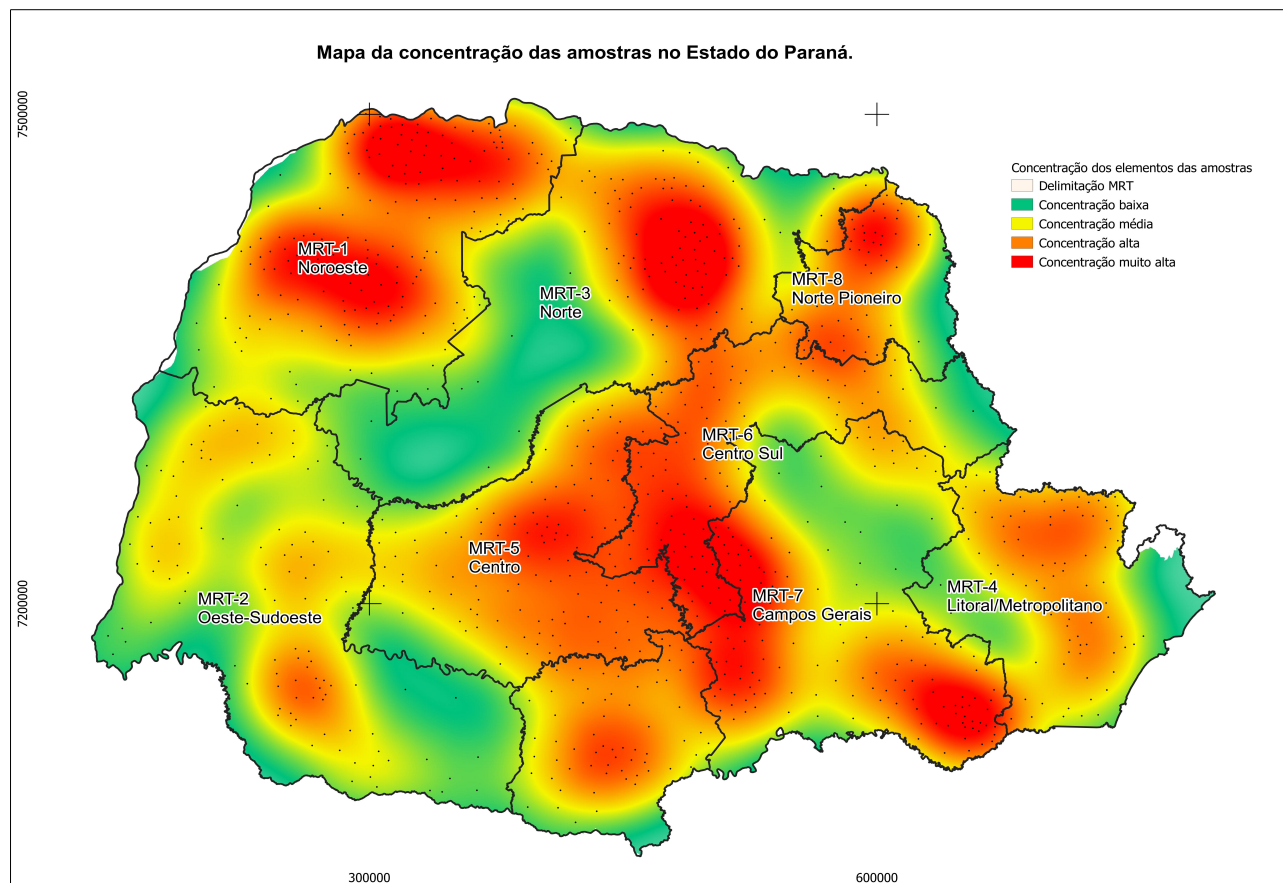 Mapa da concentração das amostras no Estado do Paraná.
7500000
Concentração dos elementos das amostras
Delimitação MRT
Concentração baixa
Concentração média
Concentração alta
Concentração muito alta
MRT-1
Noroeste
MRT-8
Norte Pioneiro
MRT-3
Norte
MRT-6
Centro Sul
MRT-5
Centro
MRT-7
Campos Gerais
MRT-4
Litoral/Metropolitano
MRT-2
Oeste-Sudoeste
7200000
300000
600000